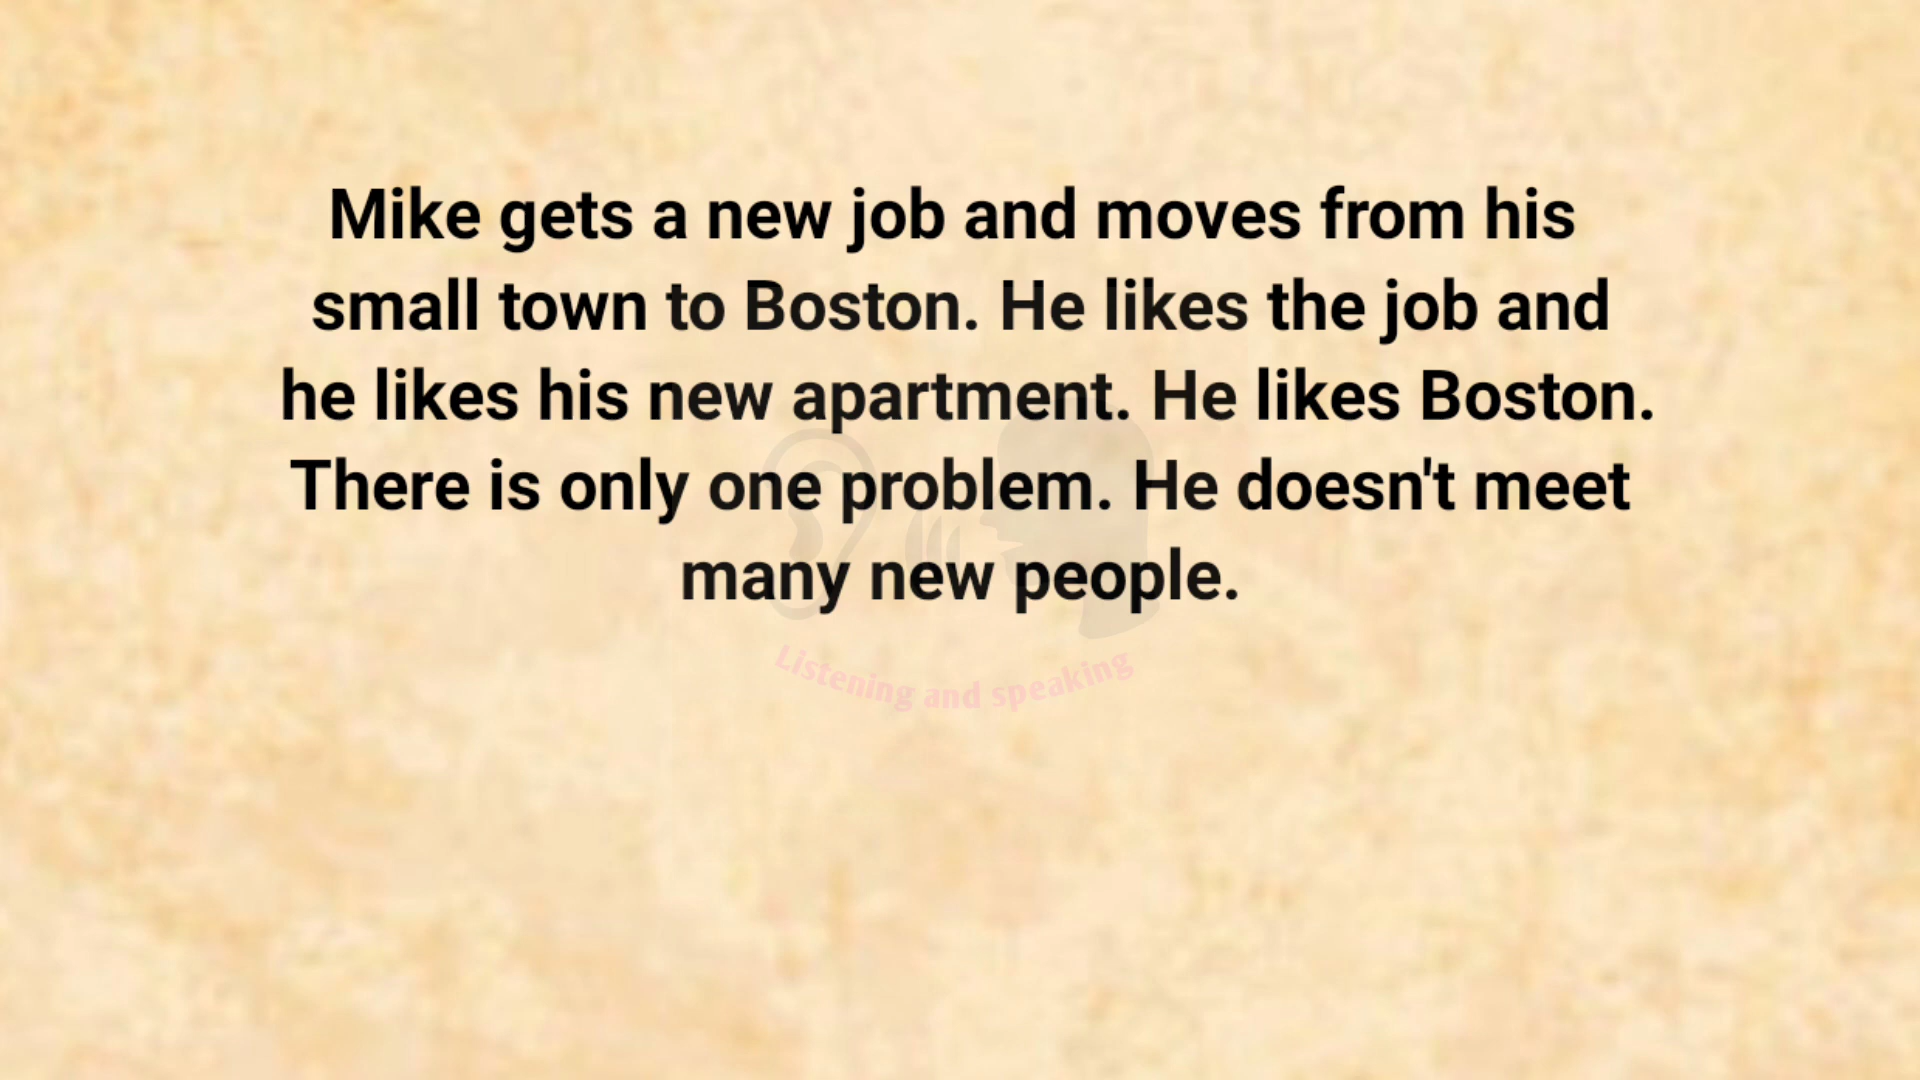 Mike gets a new job and moves from his
small town to Boston. He likes the job and
he likes his new apartment. He likes Boston.
There is only one problem. He doesn't meet
many new people.
Listening and speaking